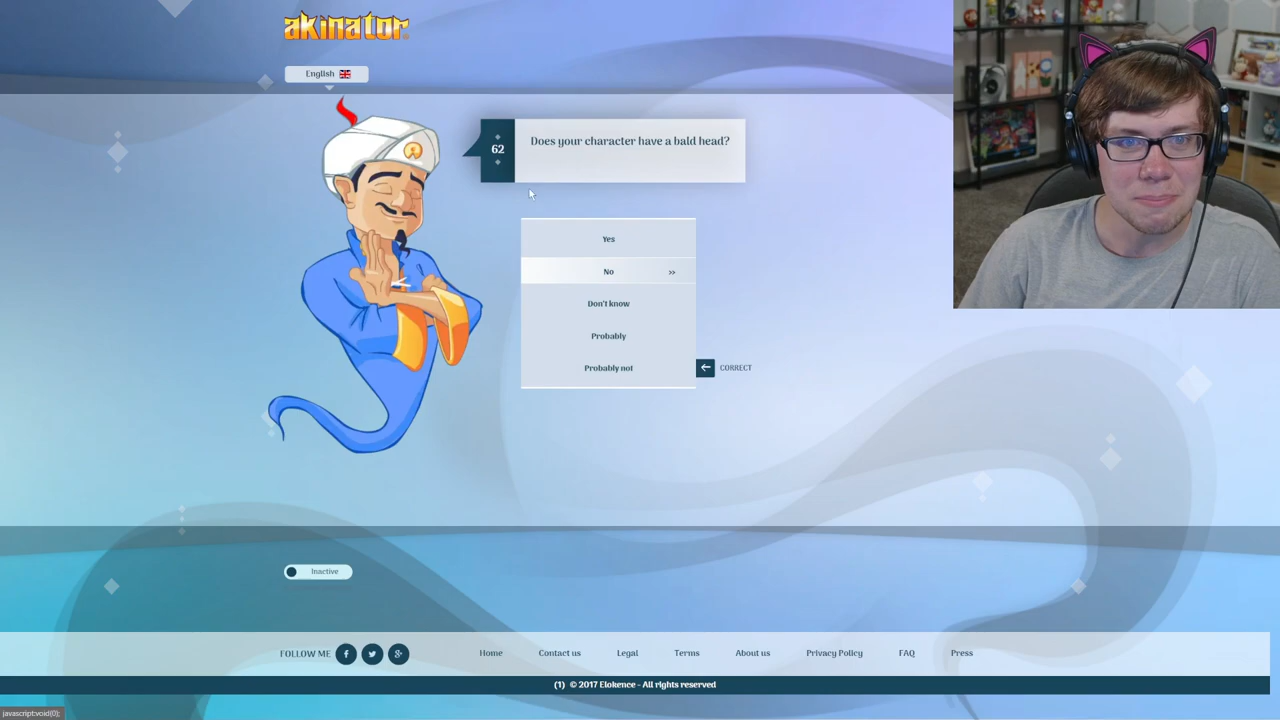 akinator
English
62
Does your character have a bald head?
Yes
No >>
Don't know
Probably
Probably not
CORRECT
Inactive
FOLLOW ME
Home Contact us Legal Terms About us Privacy Policy FAQ Press
(1) © 2017 Elokence - All rights reserved
javascript:void(0);